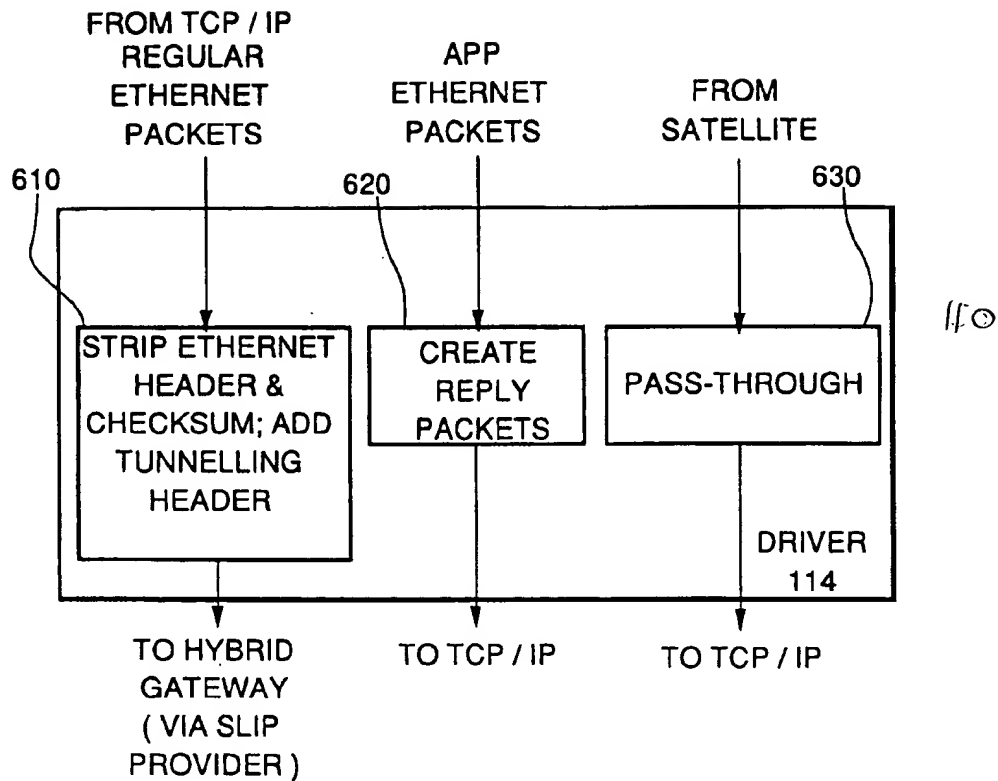 FROM TCP / IP
REGULAR
ETHERNET
PACKETS
APP
ETHERNET
PACKETS
FROM
SATELLITE
610
620
630
STRIP ETHERNET
HEADER &
CHECKSUM; ADD
TUNNELLING
HEADER
CREATE
REPLY
PACKETS
PASS-THROUGH
DRIVER
114
TO HYBRID
GATEWAY
( VIA SLIP
PROVIDER )
TO TCP / IP
TO TCP / IP